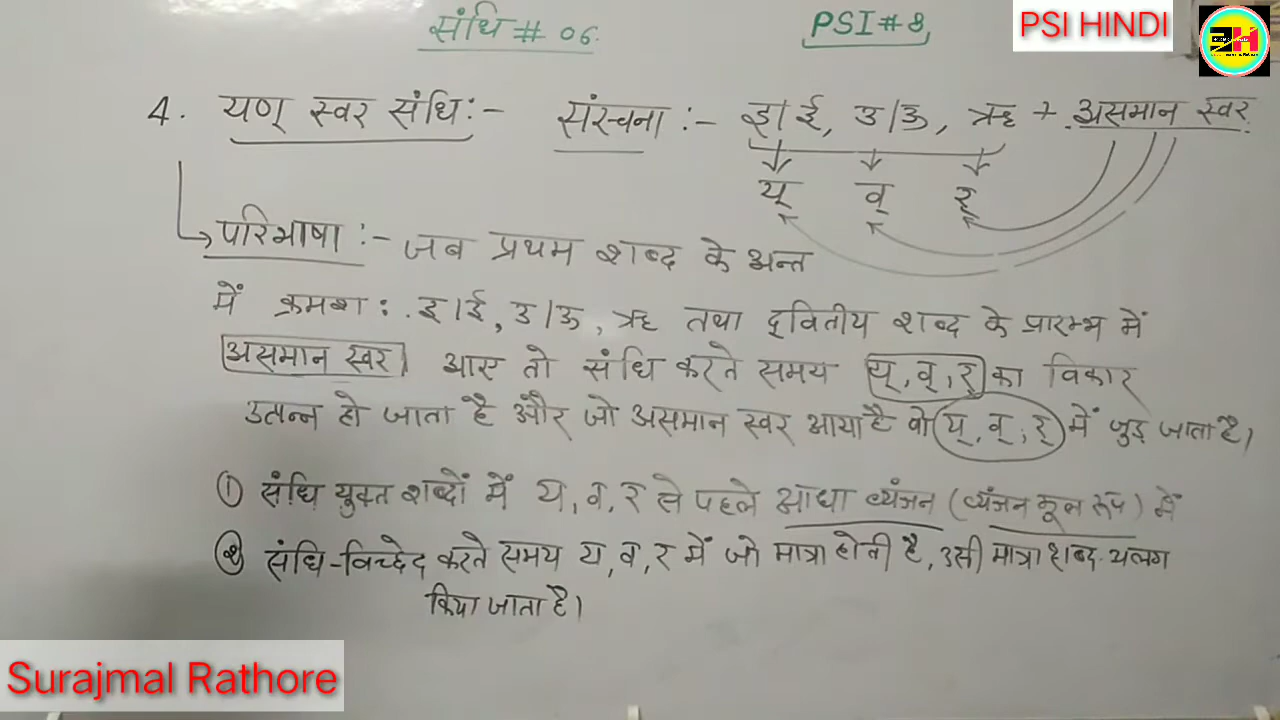 संधि # 06.
PSI # 8
PSI HINDI
4. यण् स्वर संधि :- संरचना :- इ/ई, उ/ऊ, ऋ + असमान स्वर
य् व् र्
परिभाषा :- जब प्रथम शब्द के अन्त
में क्रमशः इ/ई, उ/ऊ, ऋ तथा द्वितीय शब्द के प्रारम्भ में
असमान स्वर आए तो संधि करते समय य्, व्, र् का विकार
उत्पन्न हो जाता है और जो असमान स्वर आया है वो य्, व्, र् में जुड़ जाता है।
① संधि युक्त शब्दों में य, व, र से पहले आधा व्यंजन (व्यंजन मूल रूप) में
② संधि-विच्छेद करते समय य, व, र में जो मात्रा होती है, उसी मात्रा शब्द अलग
किया जाता है।
Surajmal Rathore